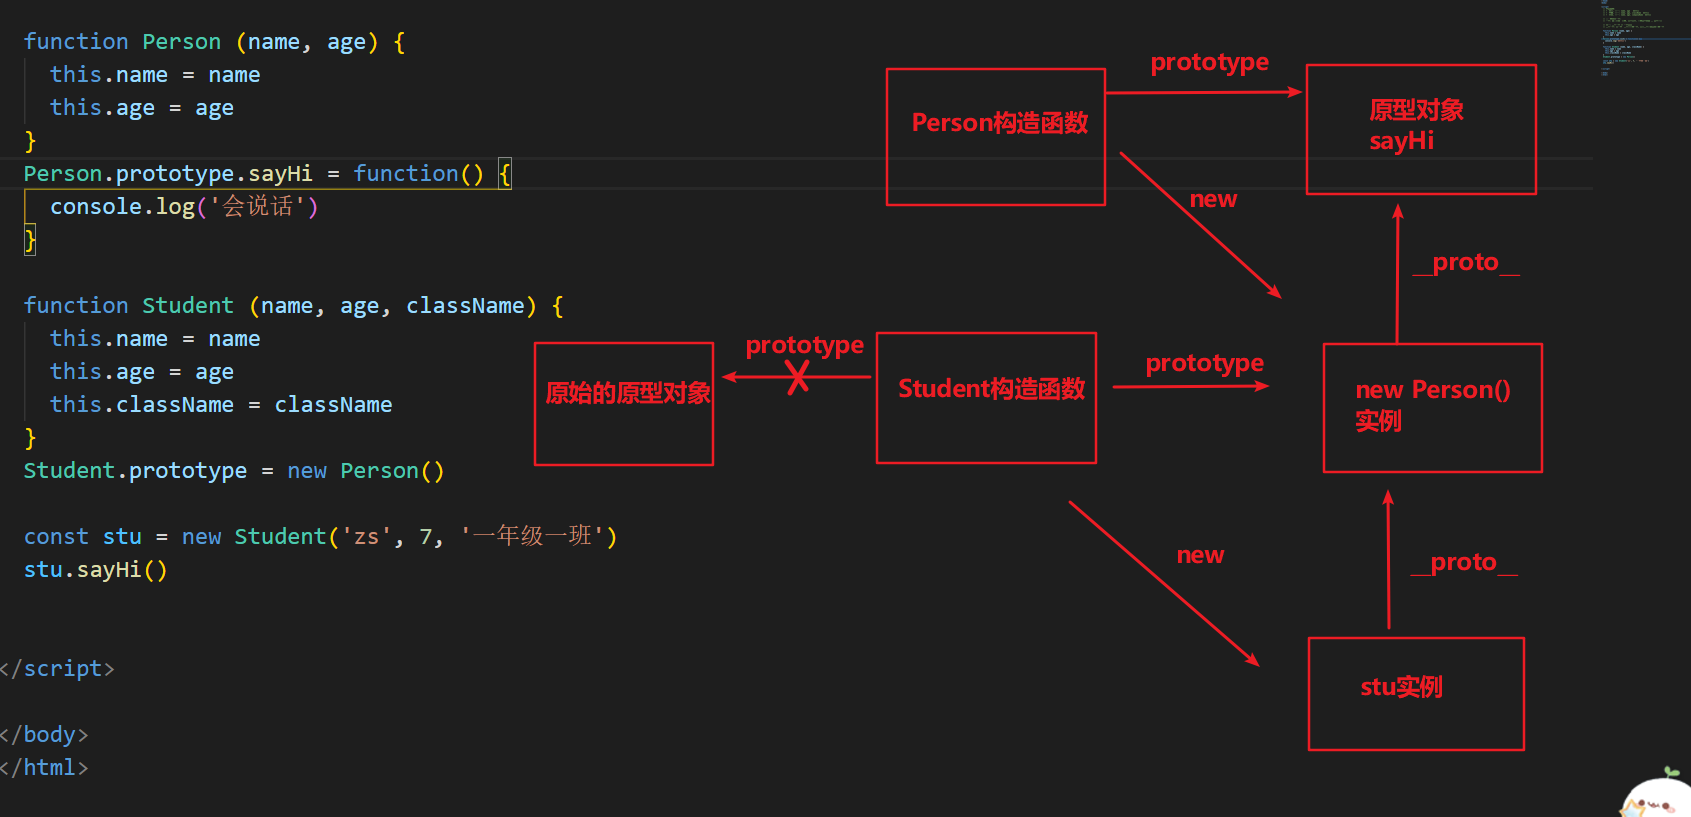 function Person (name, age) {
this.name = name
this.age = age
}
Person.prototype.sayHi = function() {
console.log('会说话')
}
function Student (name, age, className) {
this.name = name
this.age = age
this.className = className
}
Student.prototype = new Person()
const stu = new Student('zs', 7, '一年级一班')
stu.sayHi()
</script>
</body>
</html>
Person构造函数
prototype
原型对象
sayHi
new
__proto__
原始的原型对象
prototype
Student构造函数
prototype
new Person()
实例
new
__proto__
stu实例